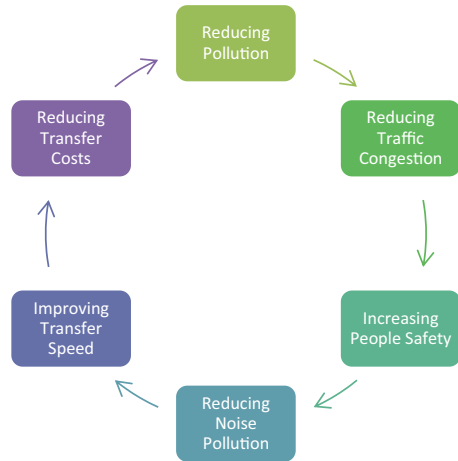 Reducing
Pollution
Reducing
Traffic
Congestion
Increasing
People Safety
Reducing
Noise
Pollution
Improving
Transfer
Speed
Reducing
Transfer
Costs